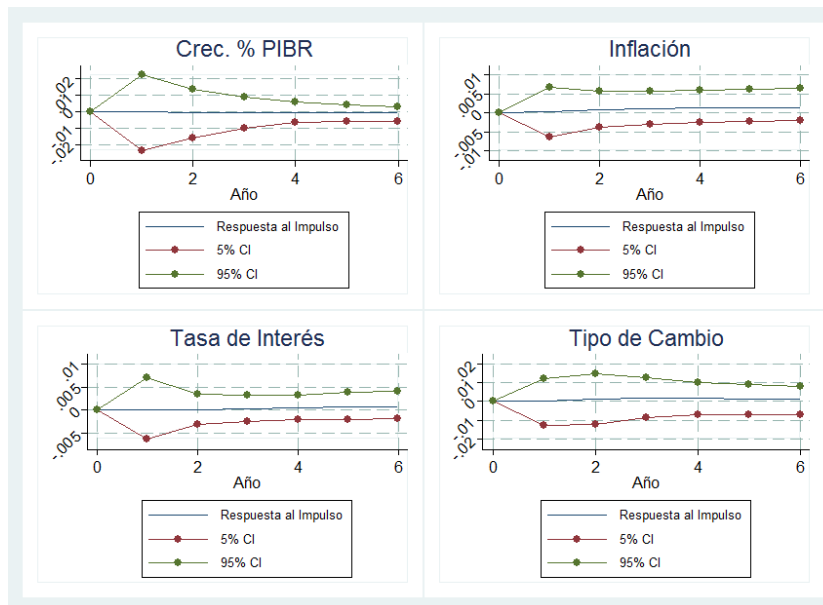 Crec. % PIBR
.02
.01
0
-.01
-.02
0 2 4 6
Año
Respuesta al Impulso
5% CI
95% CI
Inflación
.01
.005
0
-.005
-.01
0 2 4 6
Año
Respuesta al Impulso
5% CI
95% CI
Tasa de Interés
.01
.005
0
-.005
0 2 4 6
Año
Respuesta al Impulso
5% CI
95% CI
Tipo de Cambio
.02
.01
0
-.01
-.02
0 2 4 6
Año
Respuesta al Impulso
5% CI
95% CI